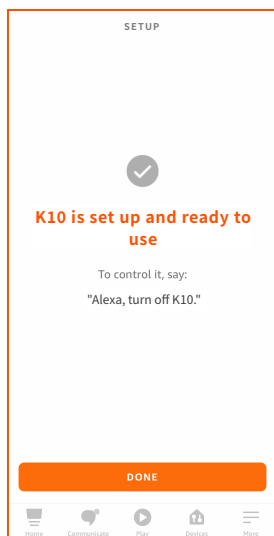 SETUP
K10 is set up and ready to
use
To control it, say:
"Alexa, turn off K10."
DONE
Home Communicate Play Devices More